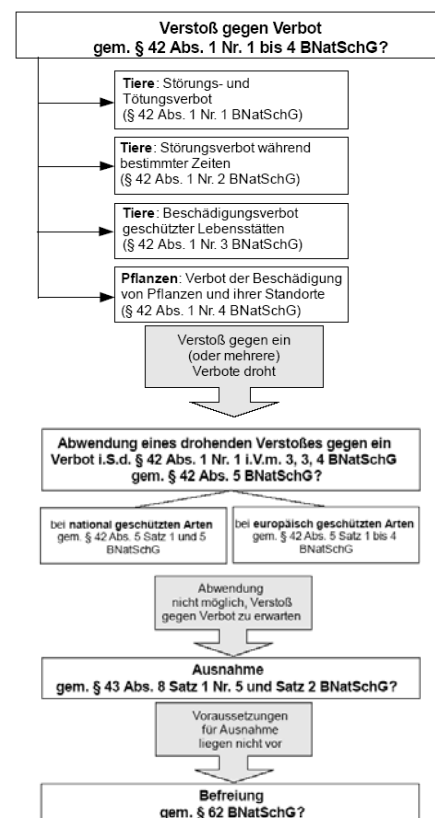 Verstoß gegen Verbot
gem. § 42 Abs. 1 Nr. 1 bis 4 BNatSchG?
Tiere: Störungs- und
Tötungsverbot
(§ 42 Abs. 1 Nr. 1 BNatSchG)
Tiere: Störungsverbot während
bestimmter Zeiten
(§ 42 Abs. 1 Nr. 2 BNatSchG)
Tiere: Beschädigungsverbot
geschützter Lebensstätten
(§ 42 Abs. 1 Nr. 3 BNatSchG)
Pflanzen: Verbot der Beschädigung
von Pflanzen und ihrer Standorte
(§ 42 Abs. 1 Nr. 4 BNatSchG)
Verstoß gegen ein
(oder mehrere)
Verbote droht
Abwendung eines drohenden Verstoßes gegen ein
Verbot i.S.d. § 42 Abs. 1 Nr. 1 i.V.m. 3, 3, 4 BNatSchG
gem. § 42 Abs. 5 BNatSchG?
bei national geschützten Arten
gem. § 42 Abs. 5 Satz 1 und 5
BNatSchG
bei europäisch geschützten Arten
gem. § 42 Abs. 5 Satz 1 bis 4
BNatSchG
Abwendung
nicht möglich, Verstoß
gegen Verbot zu erwarten
Ausnahme
gem. § 43 Abs. 8 Satz 1 Nr. 5 und Satz 2 BNatSchG?
Voraussetzungen
für Ausnahme
liegen nicht vor
Befreiung
gem. § 62 BNatSchG?